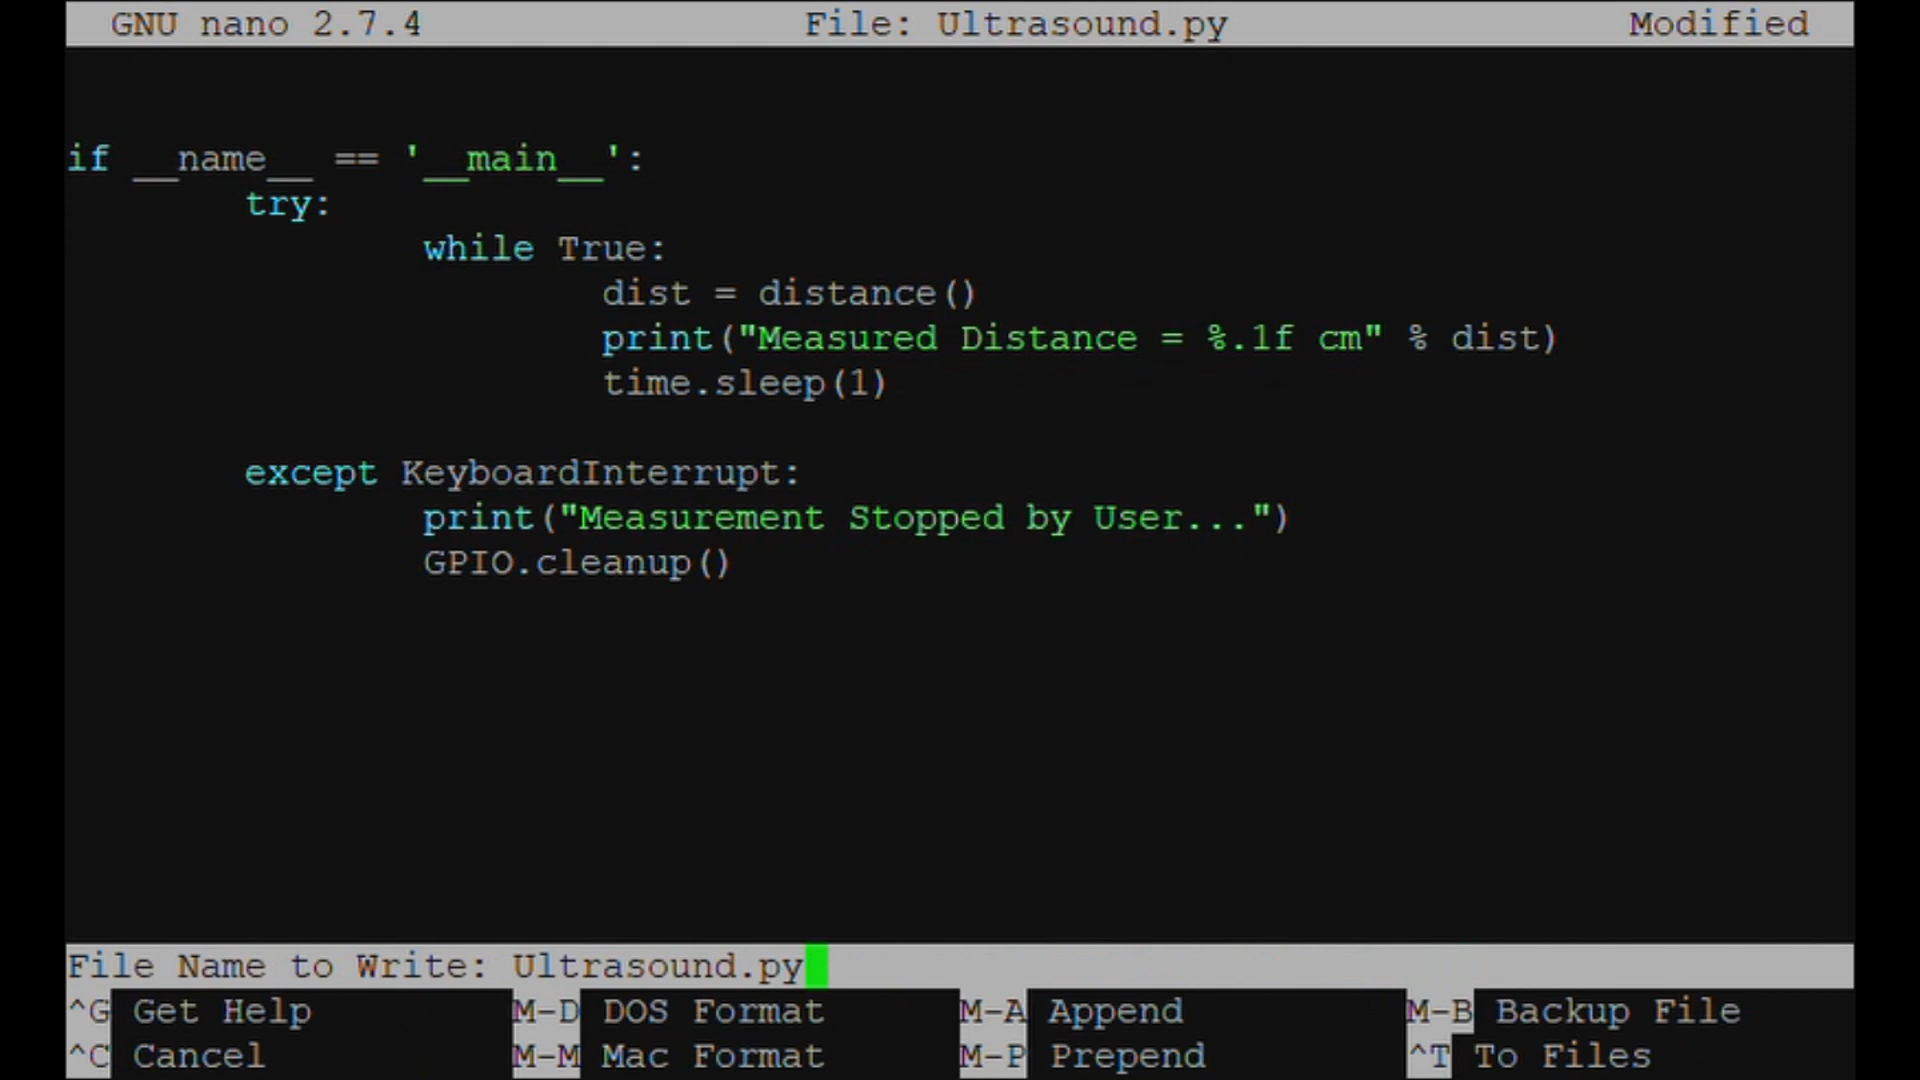 GNU nano 2.7.4 File: Ultrasound.py Modified
if __name__ == '__main__':
try:
while True:
dist = distance()
print("Measured Distance = %.1f cm" % dist)
time.sleep(1)
except KeyboardInterrupt:
print("Measurement Stopped by User...")
GPIO.cleanup()
File Name to Write: Ultrasound.py
^G Get Help M-D DOS Format M-A Append M-B Backup File
^C Cancel M-M Mac Format M-P Prepend ^T To Files